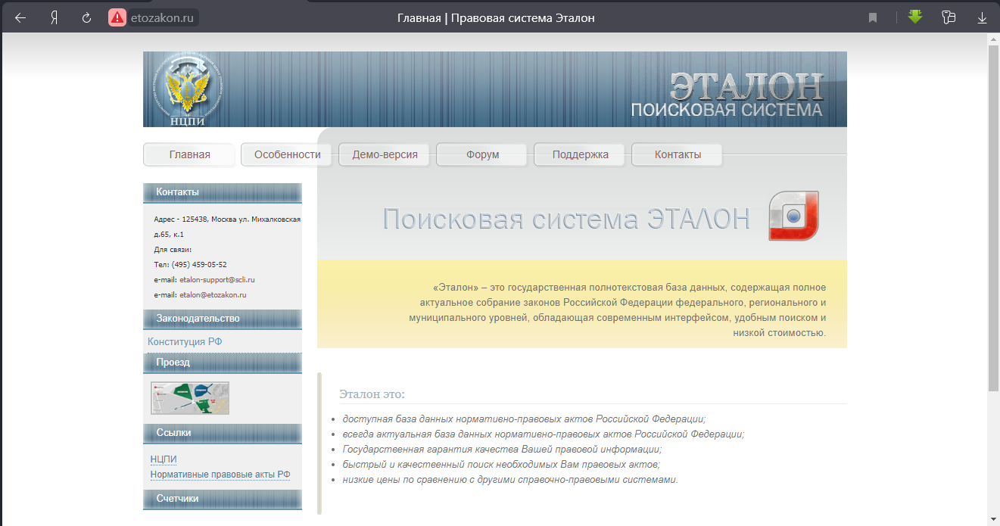 etozakon.ru
Главная | Правовая система Эталон
НЦПИ
ЭТАЛОН
ПОИСКОВАЯ СИСТЕМА
Главная
Особенности
Демо-версия
Форум
Поддержка
Контакты
Контакты
Адрес - 125438, Москва ул. Михалковская
д.65, к.1
Для связи:
Тел: (495) 459-05-52
e-mail: etalon-support@scli.ru
e-mail: etalon@etozakon.ru
Законодательство
Конституция РФ
Проезд
Ссылки
НЦПИ
Нормативные правовые акты РФ
Счетчики
Поисковая система ЭТАЛОН
«Эталон» – это государственная полнотекстовая база данных, содержащая полное
актуальное собрание законов Российской Федерации федерального, регионального и
муниципального уровней, обладающая современным интерфейсом, удобным поиском и
низкой стоимостью.
Эталон это:
доступная база данных нормативно-правовых актов Российской Федерации;
всегда актуальная база данных нормативно-правовых актов Российской Федерации;
Государственная гарантия качества Вашей правовой информации;
быстрый и качественный поиск необходимых Вам правовых актов;
низкие цены по сравнению с другими справочно-правовыми системами.